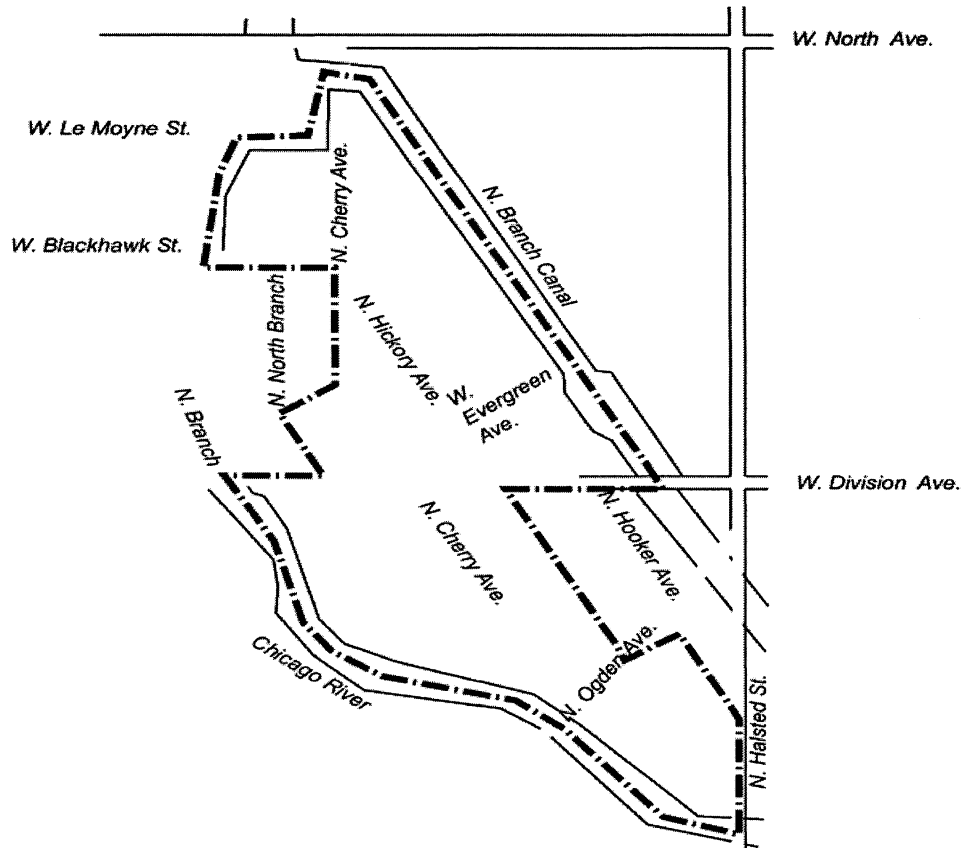 W. North Ave.
W. Le Moyne St.
N. Cherry Ave.
N. Branch Canal
W. Blackhawk St.
N. North Branch
N. Hickory Ave.
W.
Evergreen
Ave.
N. Branch
W. Division Ave.
N. Cherry Ave.
N. Hooker Ave.
Chicago River
N. Ogden Ave.
N. Halsted St.